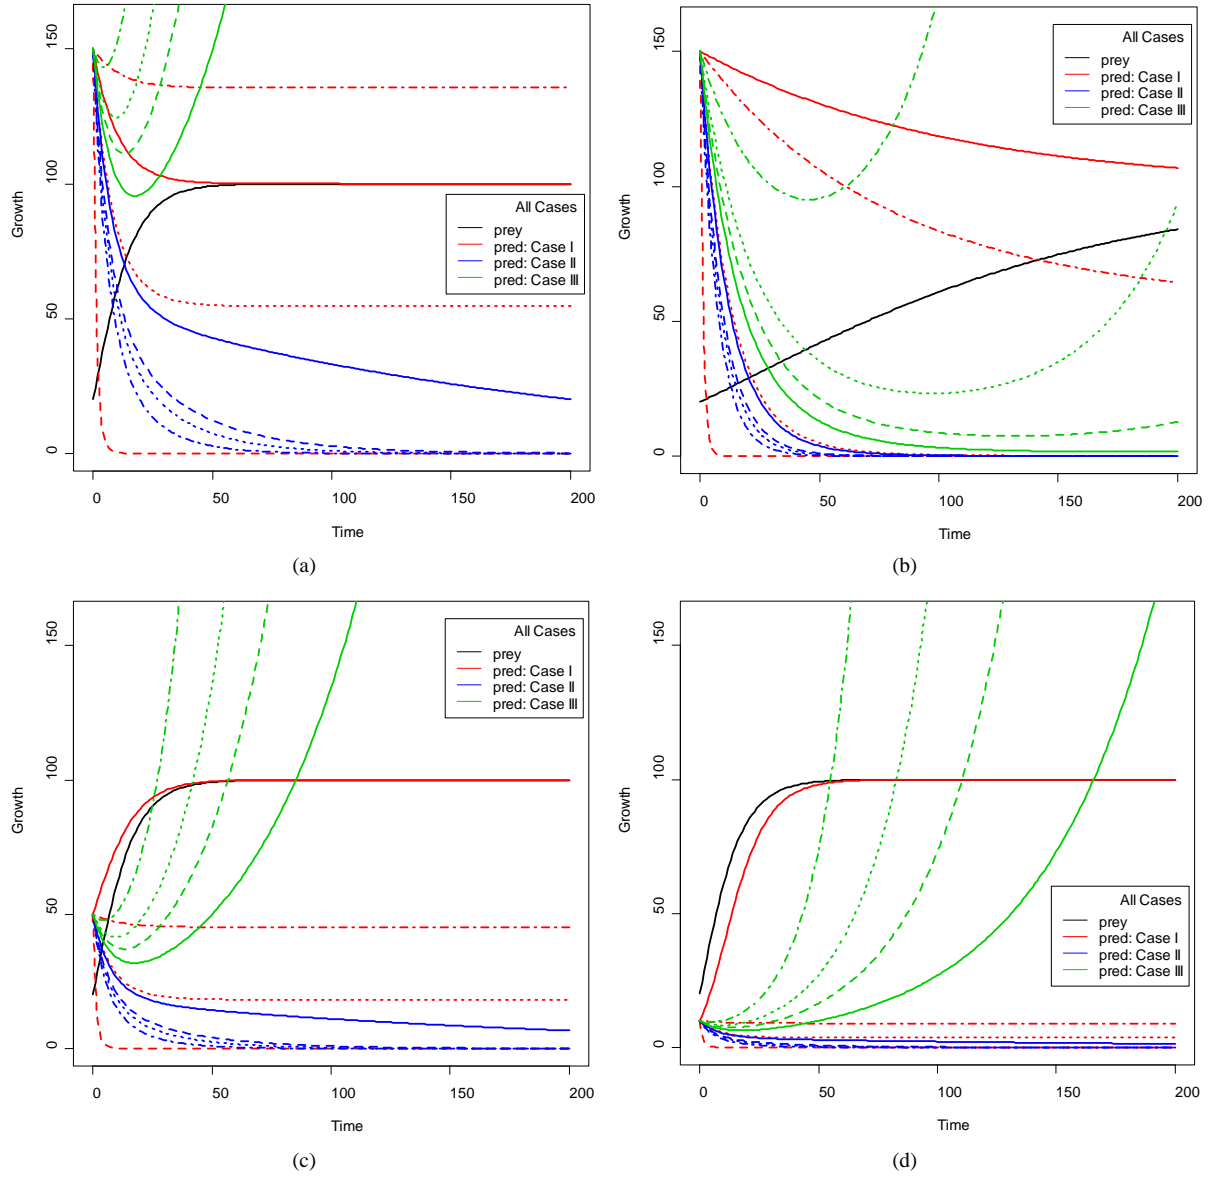 150
100
50
0
Growth
All Cases
prey
pred: Case I
pred: Case II
pred: Case III
0
50
100
150
200
Time
(a)
150
100
50
0
Growth
All Cases
prey
pred: Case I
pred: Case II
pred: Case III
0
50
100
150
200
Time
(b)
150
100
50
0
Growth
All Cases
prey
pred: Case I
pred: Case II
pred: Case III
0
50
100
150
200
Time
(c)
150
100
50
0
Growth
All Cases
prey
pred: Case I
pred: Case II
pred: Case III
0
50
100
150
200
Time
(d)